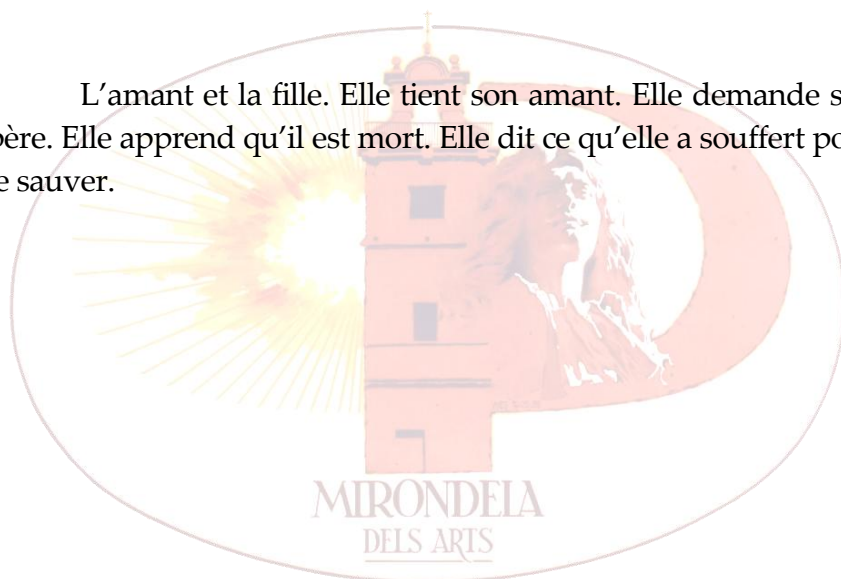 L’amant et la fille. Elle tient son amant. Elle demande s
père. Elle apprend qu’il est mort. Elle dit ce qu’elle a souffert po
e sauver.
MIRONDELA
DELS ARTS